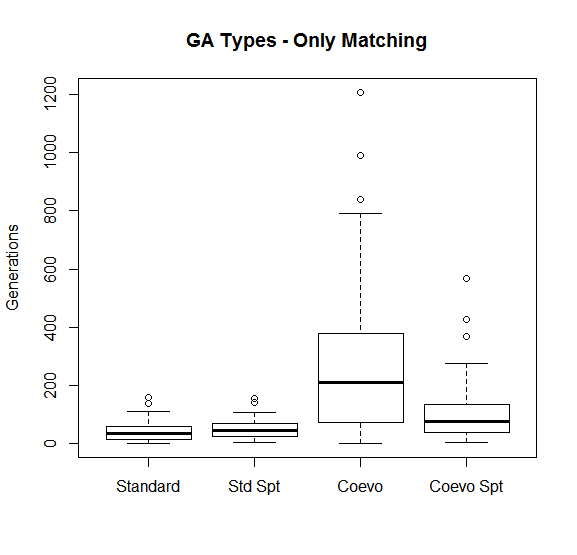 GA Types - Only Matching
Generations
1200
1000
800
600
400
200
0
Standard
Std Spt
Coevo
Coevo Spt